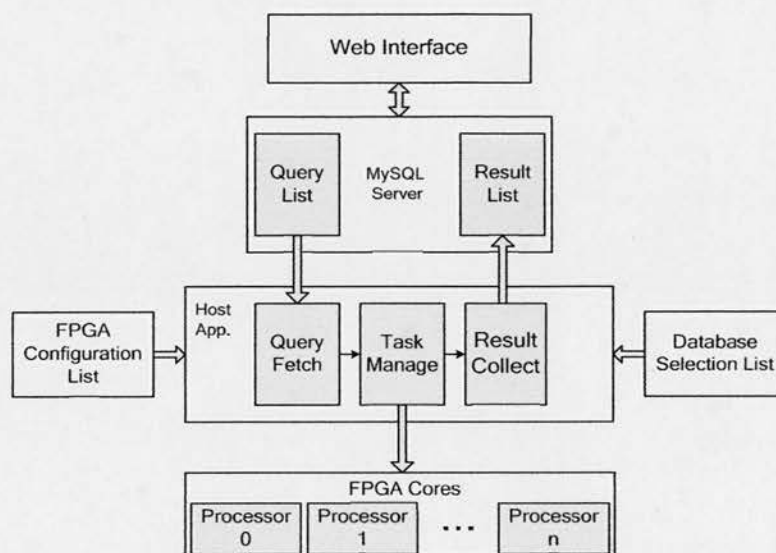 Web Interface
Query
List
MySQL
Server
Result
List
Host
App.
FPGA
Configuration
List
Query
Fetch
Task
Manage
Result
Collect
Database
Selection List
FPGA Cores
Processor
0
Processor
1
...
Processor
n